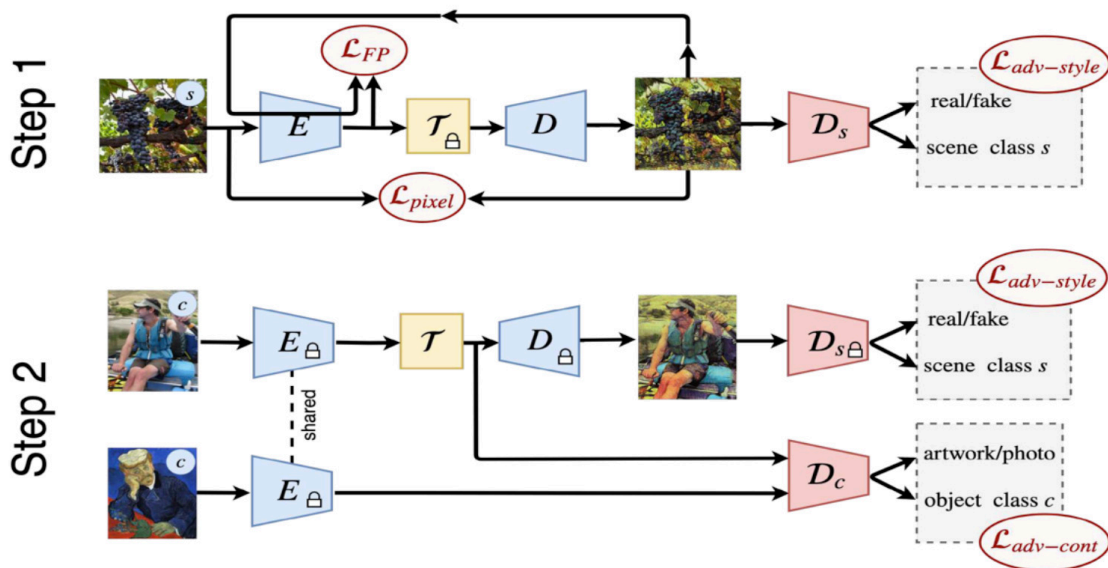 Step 1
s
E
𝓛_FP
𝒯
D
𝓛_pixel
𝒟_s
𝓛_adv−style
real/fake
scene class s
Step 2
c
E
𝒯
D
𝒟_s
𝓛_adv−style
real/fake
scene class s
shared
c
E
𝒟_c
artwork/photo
object class c
𝓛_adv−cont